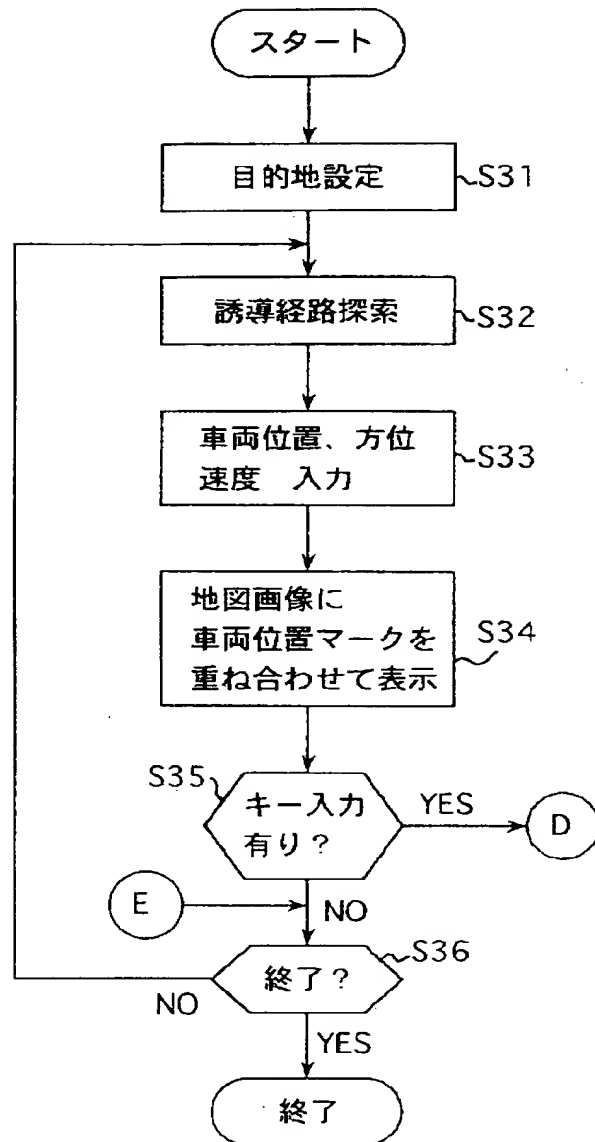 スタート
目的地設定
S31
誘導経路探索
S32
車両位置、方位
速度　入力
S33
地図画像に
車両位置マークを
重ね合わせて表示
S34
S35
キー入力
有り?
YES
D
E
NO
S36
終了?
NO
YES
終了